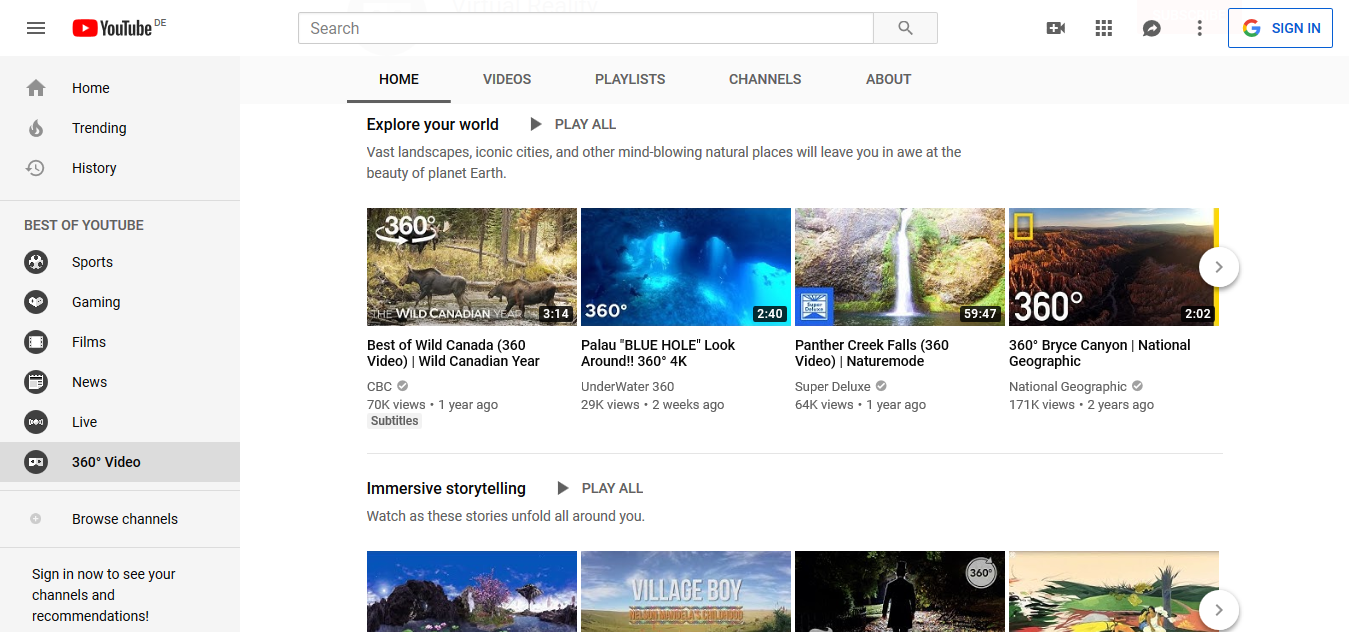 Virtual Reality
YouTube DE
Search
SIGN IN
Home
Trending
History
BEST OF YOUTUBE
Sports
Gaming
Films
News
Live
360° Video
Browse channels
Sign in now to see your
channels and
recommendations!
HOME VIDEOS PLAYLISTS CHANNELS ABOUT
Explore your world PLAY ALL
Vast landscapes, iconic cities, and other mind-blowing natural places will leave you in awe at the
beauty of planet Earth.
360°
THE WILD CANADIAN YEAR
3:14
Best of Wild Canada (360
Video) | Wild Canadian Year
CBC
70K views • 1 year ago
Subtitles
360°
2:40
Palau "BLUE HOLE" Look
Around!! 360° 4K
UnderWater 360
29K views • 2 weeks ago
Super
Deluxe
59:47
Panther Creek Falls (360
Video) | Naturemode
Super Deluxe
64K views • 1 year ago
360°
2:02
360° Bryce Canyon | National
Geographic
National Geographic
171K views • 2 years ago
Immersive storytelling PLAY ALL
Watch as these stories unfold all around you.
VILLAGE BOY
NELSON MANDELA'S CHILDHOOD
360°